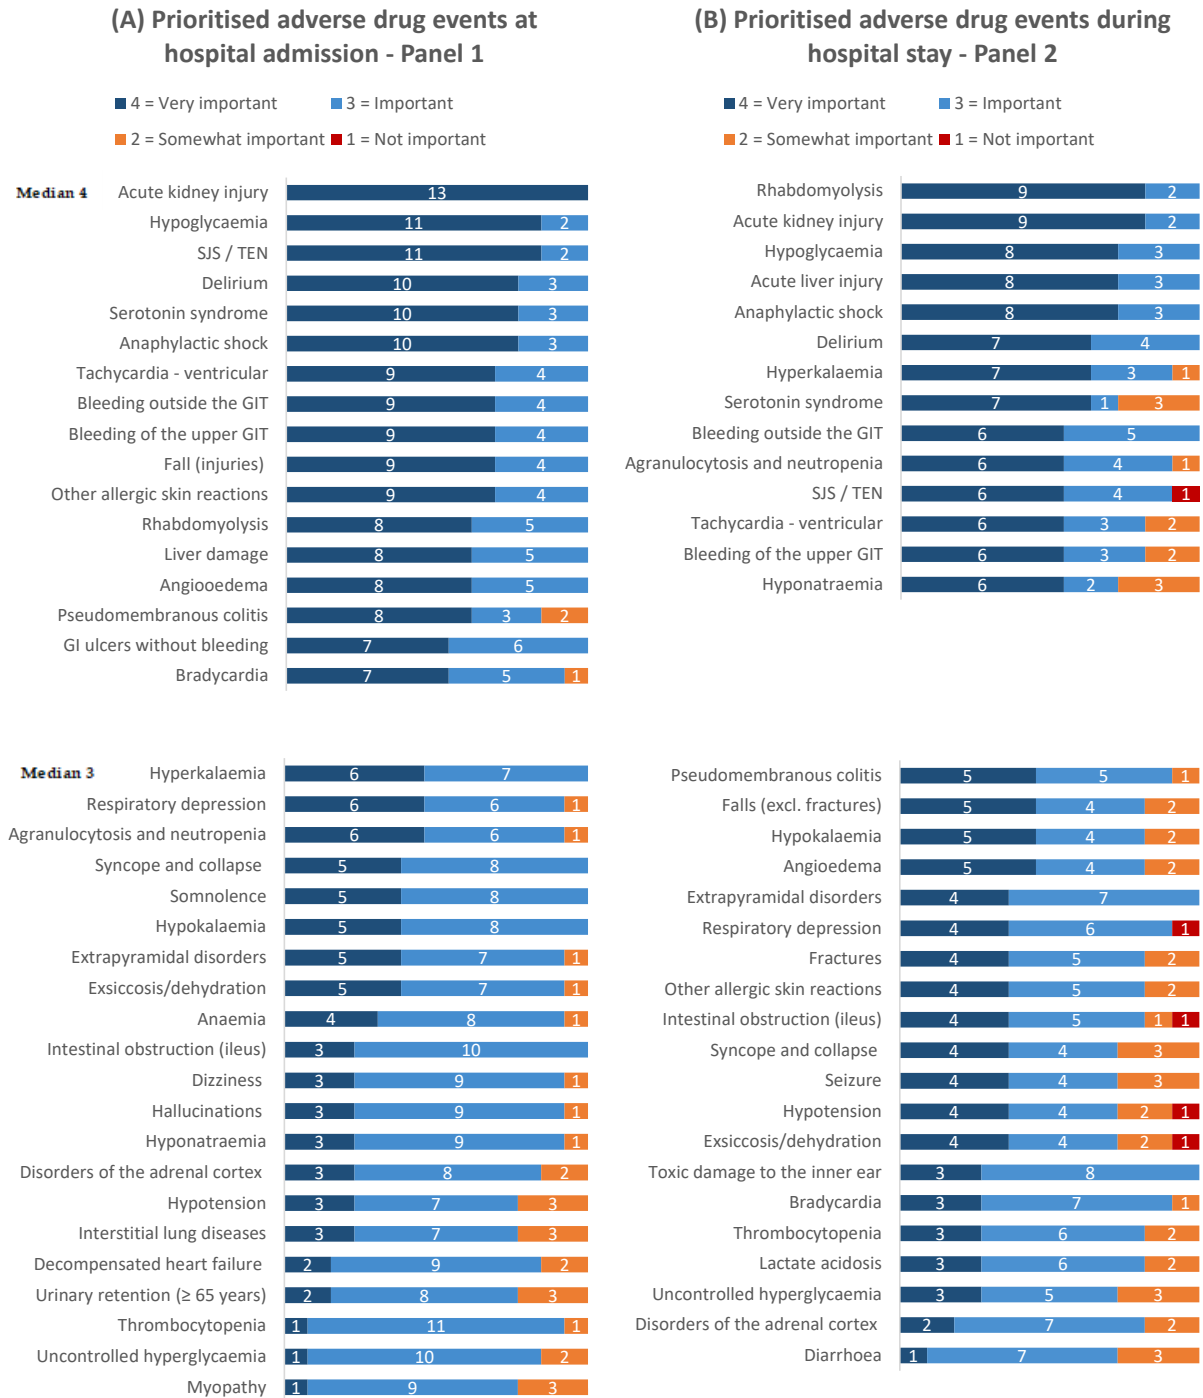 (A) Prioritised adverse drug events at
hospital admission - Panel 1
4 = Very important 3 = Important
2 = Somewhat important 1 = Not important
Median 4
Acute kidney injury 13
Hypoglycaemia 11 2
SJS / TEN 11 2
Delirium 10 3
Serotonin syndrome 10 3
Anaphylactic shock 10 3
Tachycardia - ventricular 9 4
Bleeding outside the GIT 9 4
Bleeding of the upper GIT 9 4
Fall (injuries) 9 4
Other allergic skin reactions 9 4
Rhabdomyolysis 8 5
Liver damage 8 5
Angiooedema 8 5
Pseudomembranous colitis 8 3 2
GI ulcers without bleeding 7 6
Bradycardia 7 5 1
Median 3
Hyperkalaemia 6 7
Respiratory depression 6 6 1
Agranulocytosis and neutropenia 6 6 1
Syncope and collapse 5 8
Somnolence 5 8
Hypokalaemia 5 8
Extrapyramidal disorders 5 7 1
Exsiccosis/dehydration 5 7 1
Anaemia 4 8 1
Intestinal obstruction (ileus) 3 10
Dizziness 3 9 1
Hallucinations 3 9 1
Hyponatraemia 3 9 1
Disorders of the adrenal cortex 3 8 2
Hypotension 3 7 3
Interstitial lung diseases 3 7 3
Decompensated heart failure 2 9 2
Urinary retention (≥ 65 years) 2 8 3
Thrombocytopenia 1 11 1
Uncontrolled hyperglycaemia 1 10 2
Myopathy 1 9 3
(B) Prioritised adverse drug events during
hospital stay - Panel 2
4 = Very important 3 = Important
2 = Somewhat important 1 = Not important
Rhabdomyolysis 9 2
Acute kidney injury 9 2
Hypoglycaemia 8 3
Acute liver injury 8 3
Anaphylactic shock 8 3
Delirium 7 4
Hyperkalaemia 7 3 1
Serotonin syndrome 7 1 3
Bleeding outside the GIT 6 5
Agranulocytosis and neutropenia 6 4 1
SJS / TEN 6 4 1
Tachycardia - ventricular 6 3 2
Bleeding of the upper GIT 6 3 2
Hyponatraemia 6 2 3
Pseudomembranous colitis 5 5 1
Falls (excl. fractures) 5 4 2
Hypokalaemia 5 4 2
Angioedema 5 4 2
Extrapyramidal disorders 4 7
Respiratory depression 4 6 1
Fractures 4 5 2
Other allergic skin reactions 4 5 2
Intestinal obstruction (ileus) 4 5 1 1
Syncope and collapse 4 4 3
Seizure 4 4 3
Hypotension 4 4 2 1
Exsiccosis/dehydration 4 4 2 1
Toxic damage to the inner ear 3 8
Bradycardia 3 7 1
Thrombocytopenia 3 6 2
Lactate acidosis 3 6 2
Uncontrolled hyperglycaemia 3 5 3
Disorders of the adrenal cortex 2 7 2
Diarrhoea 1 7 3